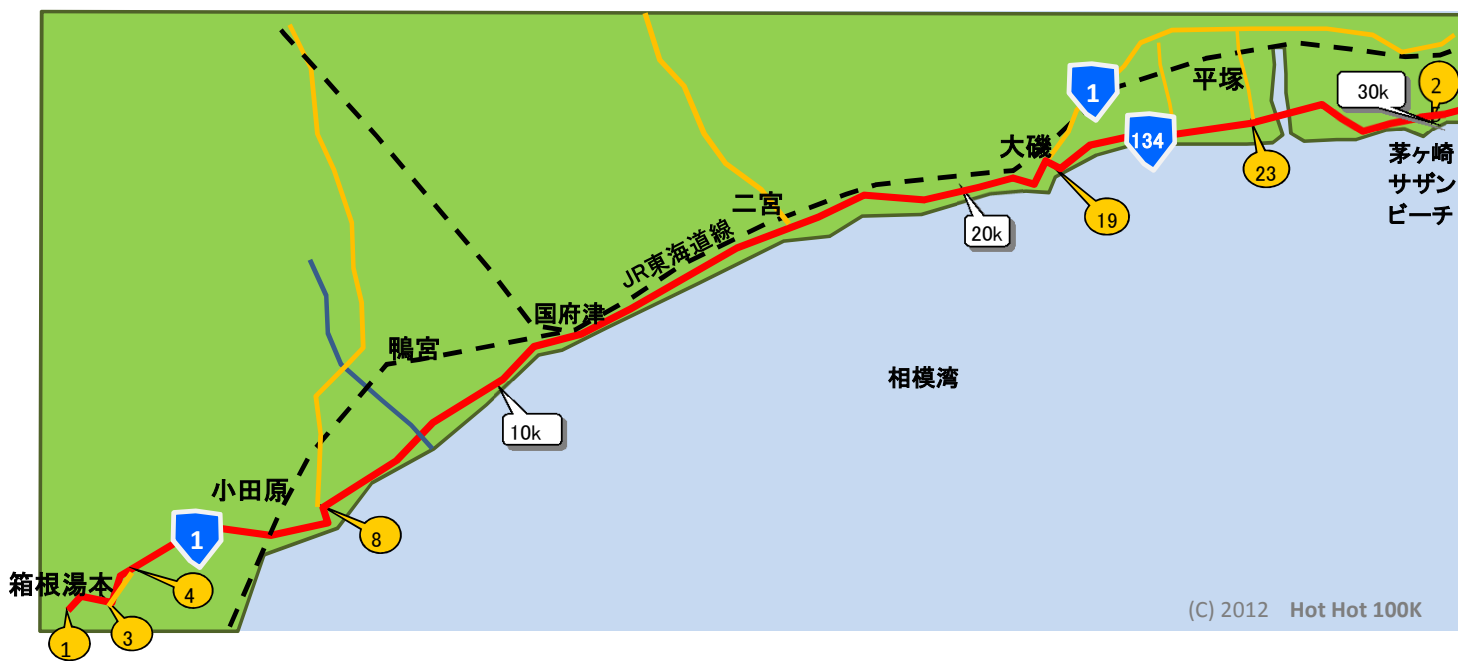 平塚
1
2
30k
134
大磯
茅ヶ崎
サザン
ビーチ
23
二宮
19
20k
JR東海道線
国府津
鴨宮
相模湾
10k
小田原
8
1
箱根湯本
4
3
1
(C) 2012 Hot Hot 100K